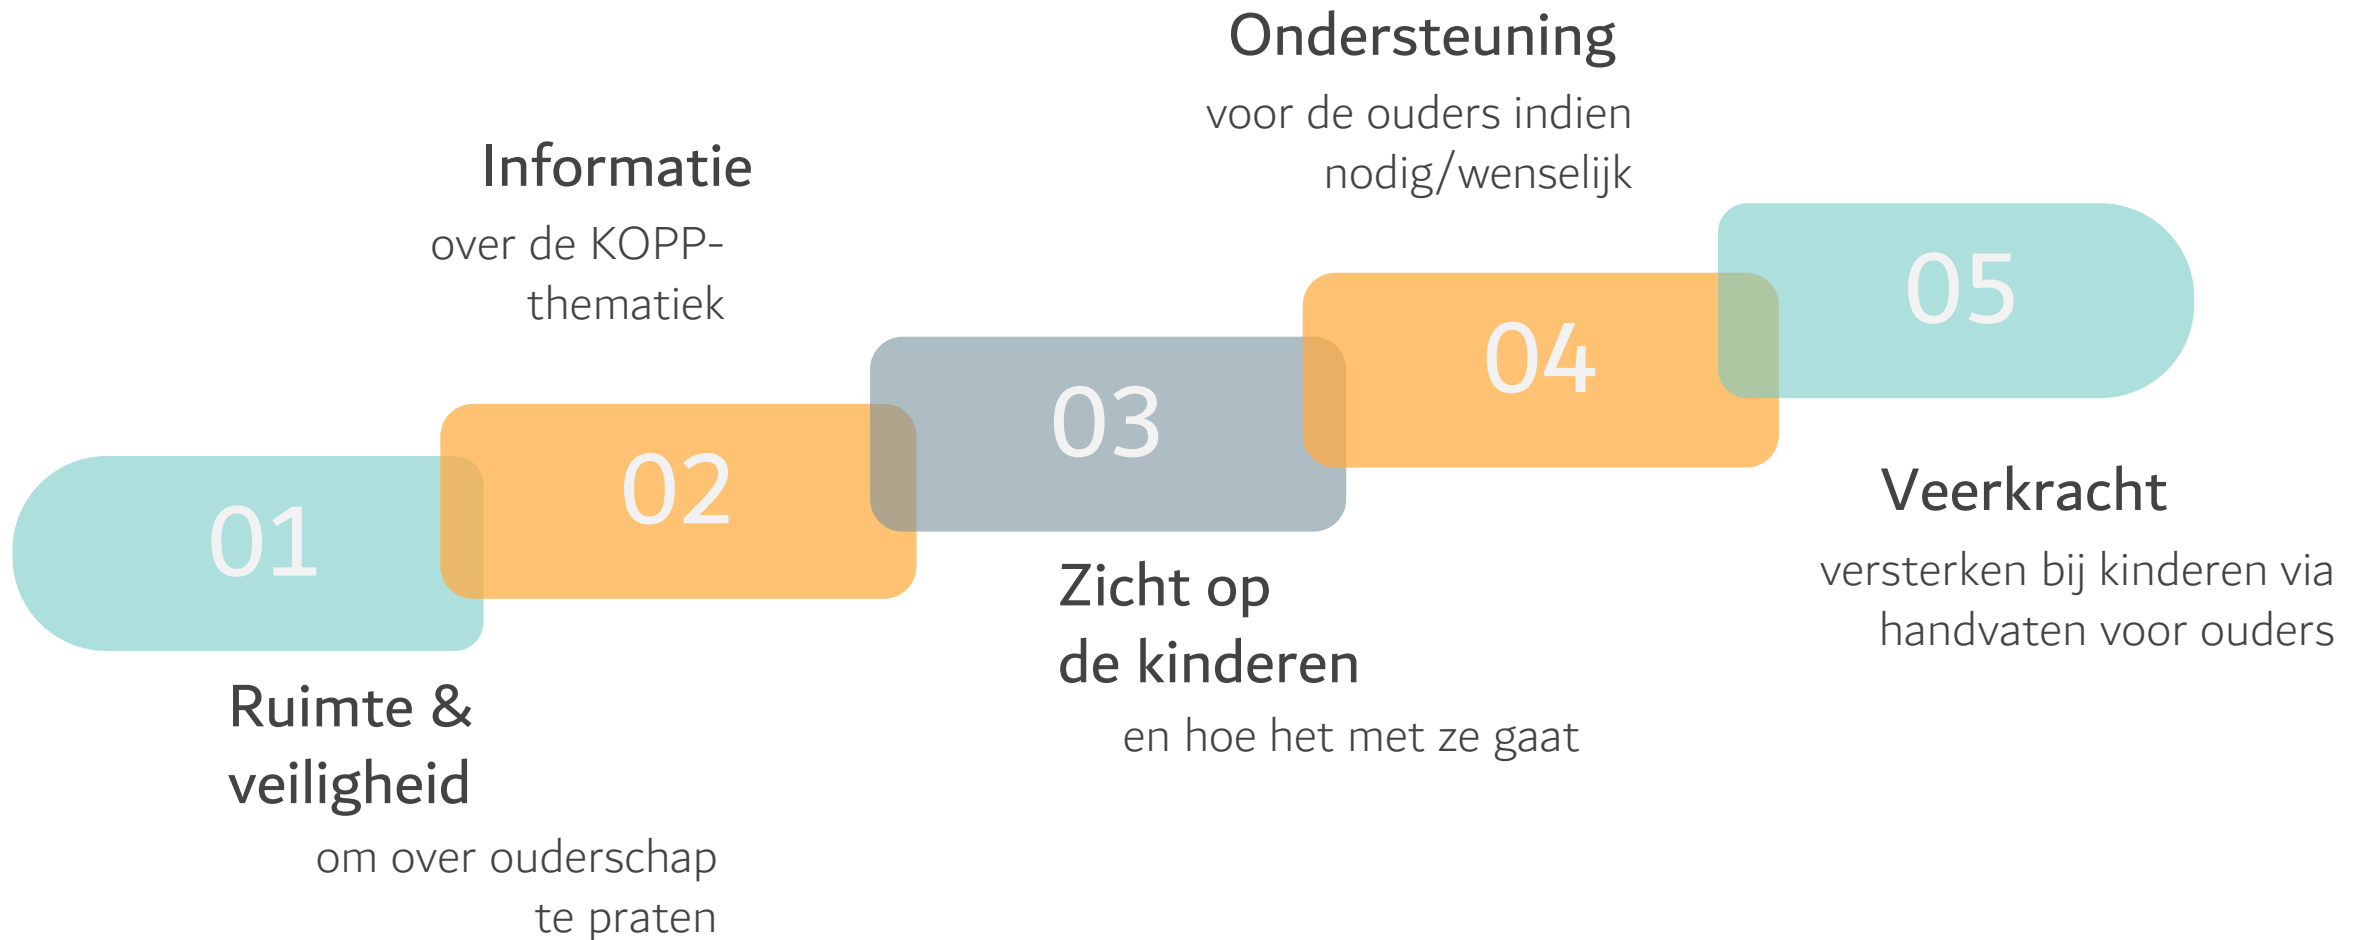 01
Ruimte &
veiligheid
om over ouderschap
te praten
02
Informatie
over de KOPP-
thematiek
03
Zicht op
de kinderen
en hoe het met ze gaat
04
Ondersteuning
voor de ouders indien
nodig/wenselijk
05
Veerkracht
versterken bij kinderen via
handvaten voor ouders